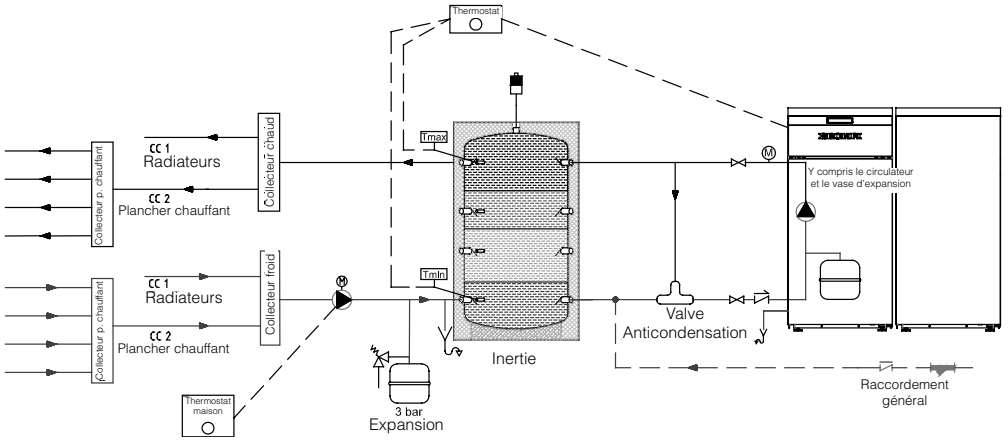 Thermostat
Tmax
Collecteur chaud
CC 1
Radiateurs
Collecteur p. chauffant
CC 2
Plancher chauffant
M
Y compris le circulateur
et le vase d'expansion
TmIn
Collecteur froid
CC 1
Radiateurs
M
Collecteur p. chauffant
CC 2
Plancher chauffant
Valve
Anticondensation
Inertie
Thermostat
maison
3 bar
Expansion
Raccordement
général